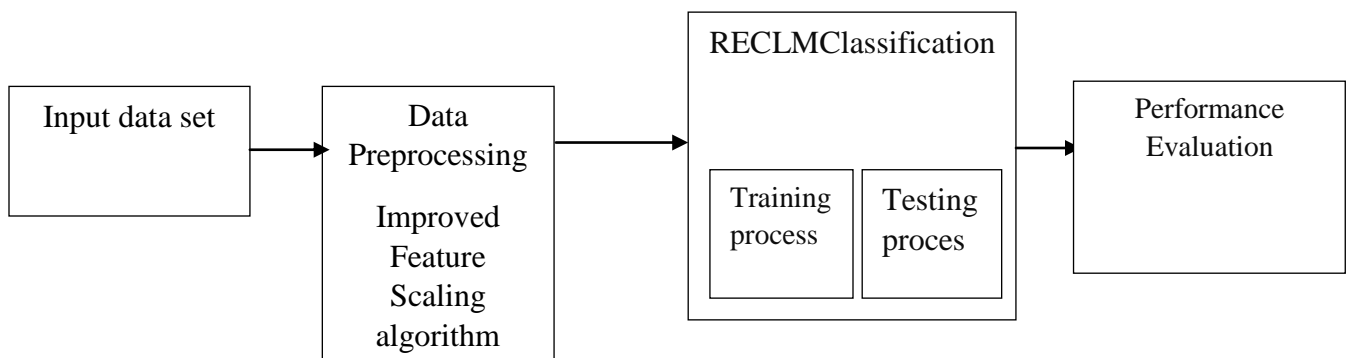 Input data set
Data
Preprocessing
Improved
Feature
Scaling
algorithm
RECLMClassification
Training
process
Testing
proces
Performance
Evaluation